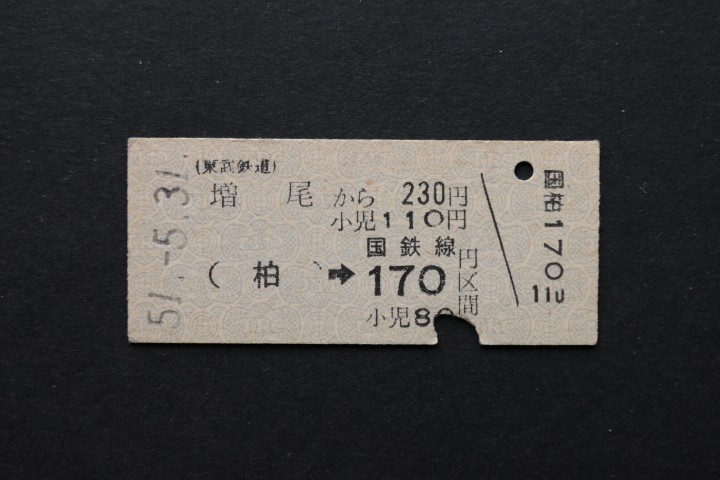 (東武鉄道)
増尾から 230円
小児110円
国鉄線
(柏)➡170円区間
小児80
51.-5.31.
国柏170
11